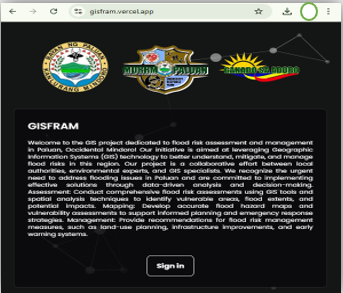 gisfram.vercel.app
BAYAN NG PALUAN
MDRRM PALUAN
GISFRAM
Welcome to the GIS project dedicated to flood risk assessment and management
in Paluan, Occidental Mindoro! Our initiative is aimed at leveraging Geographic
Information Systems (GIS) technology to better understand, mitigate, and manage
flood risks in this region. Our project is a collaborative effort between local
authorities, environmental experts, and GIS specialists. We recognize the urgent
need to address flooding issues in Paluan and are committed to implementing
effective solutions through data-driven analysis and decision-making.
Assessment: Conduct comprehensive flood risk assessments using GIS tools and
spatial analysis techniques to identify vulnerable areas, flood extents, and
potential impacts. Mapping: Develop accurate flood hazard maps and
vulnerability assessments to support informed planning and emergency response
strategies. Management: Provide recommendations for flood risk management
measures, such as land-use planning, infrastructure improvements, and early
warning systems.
Sign in